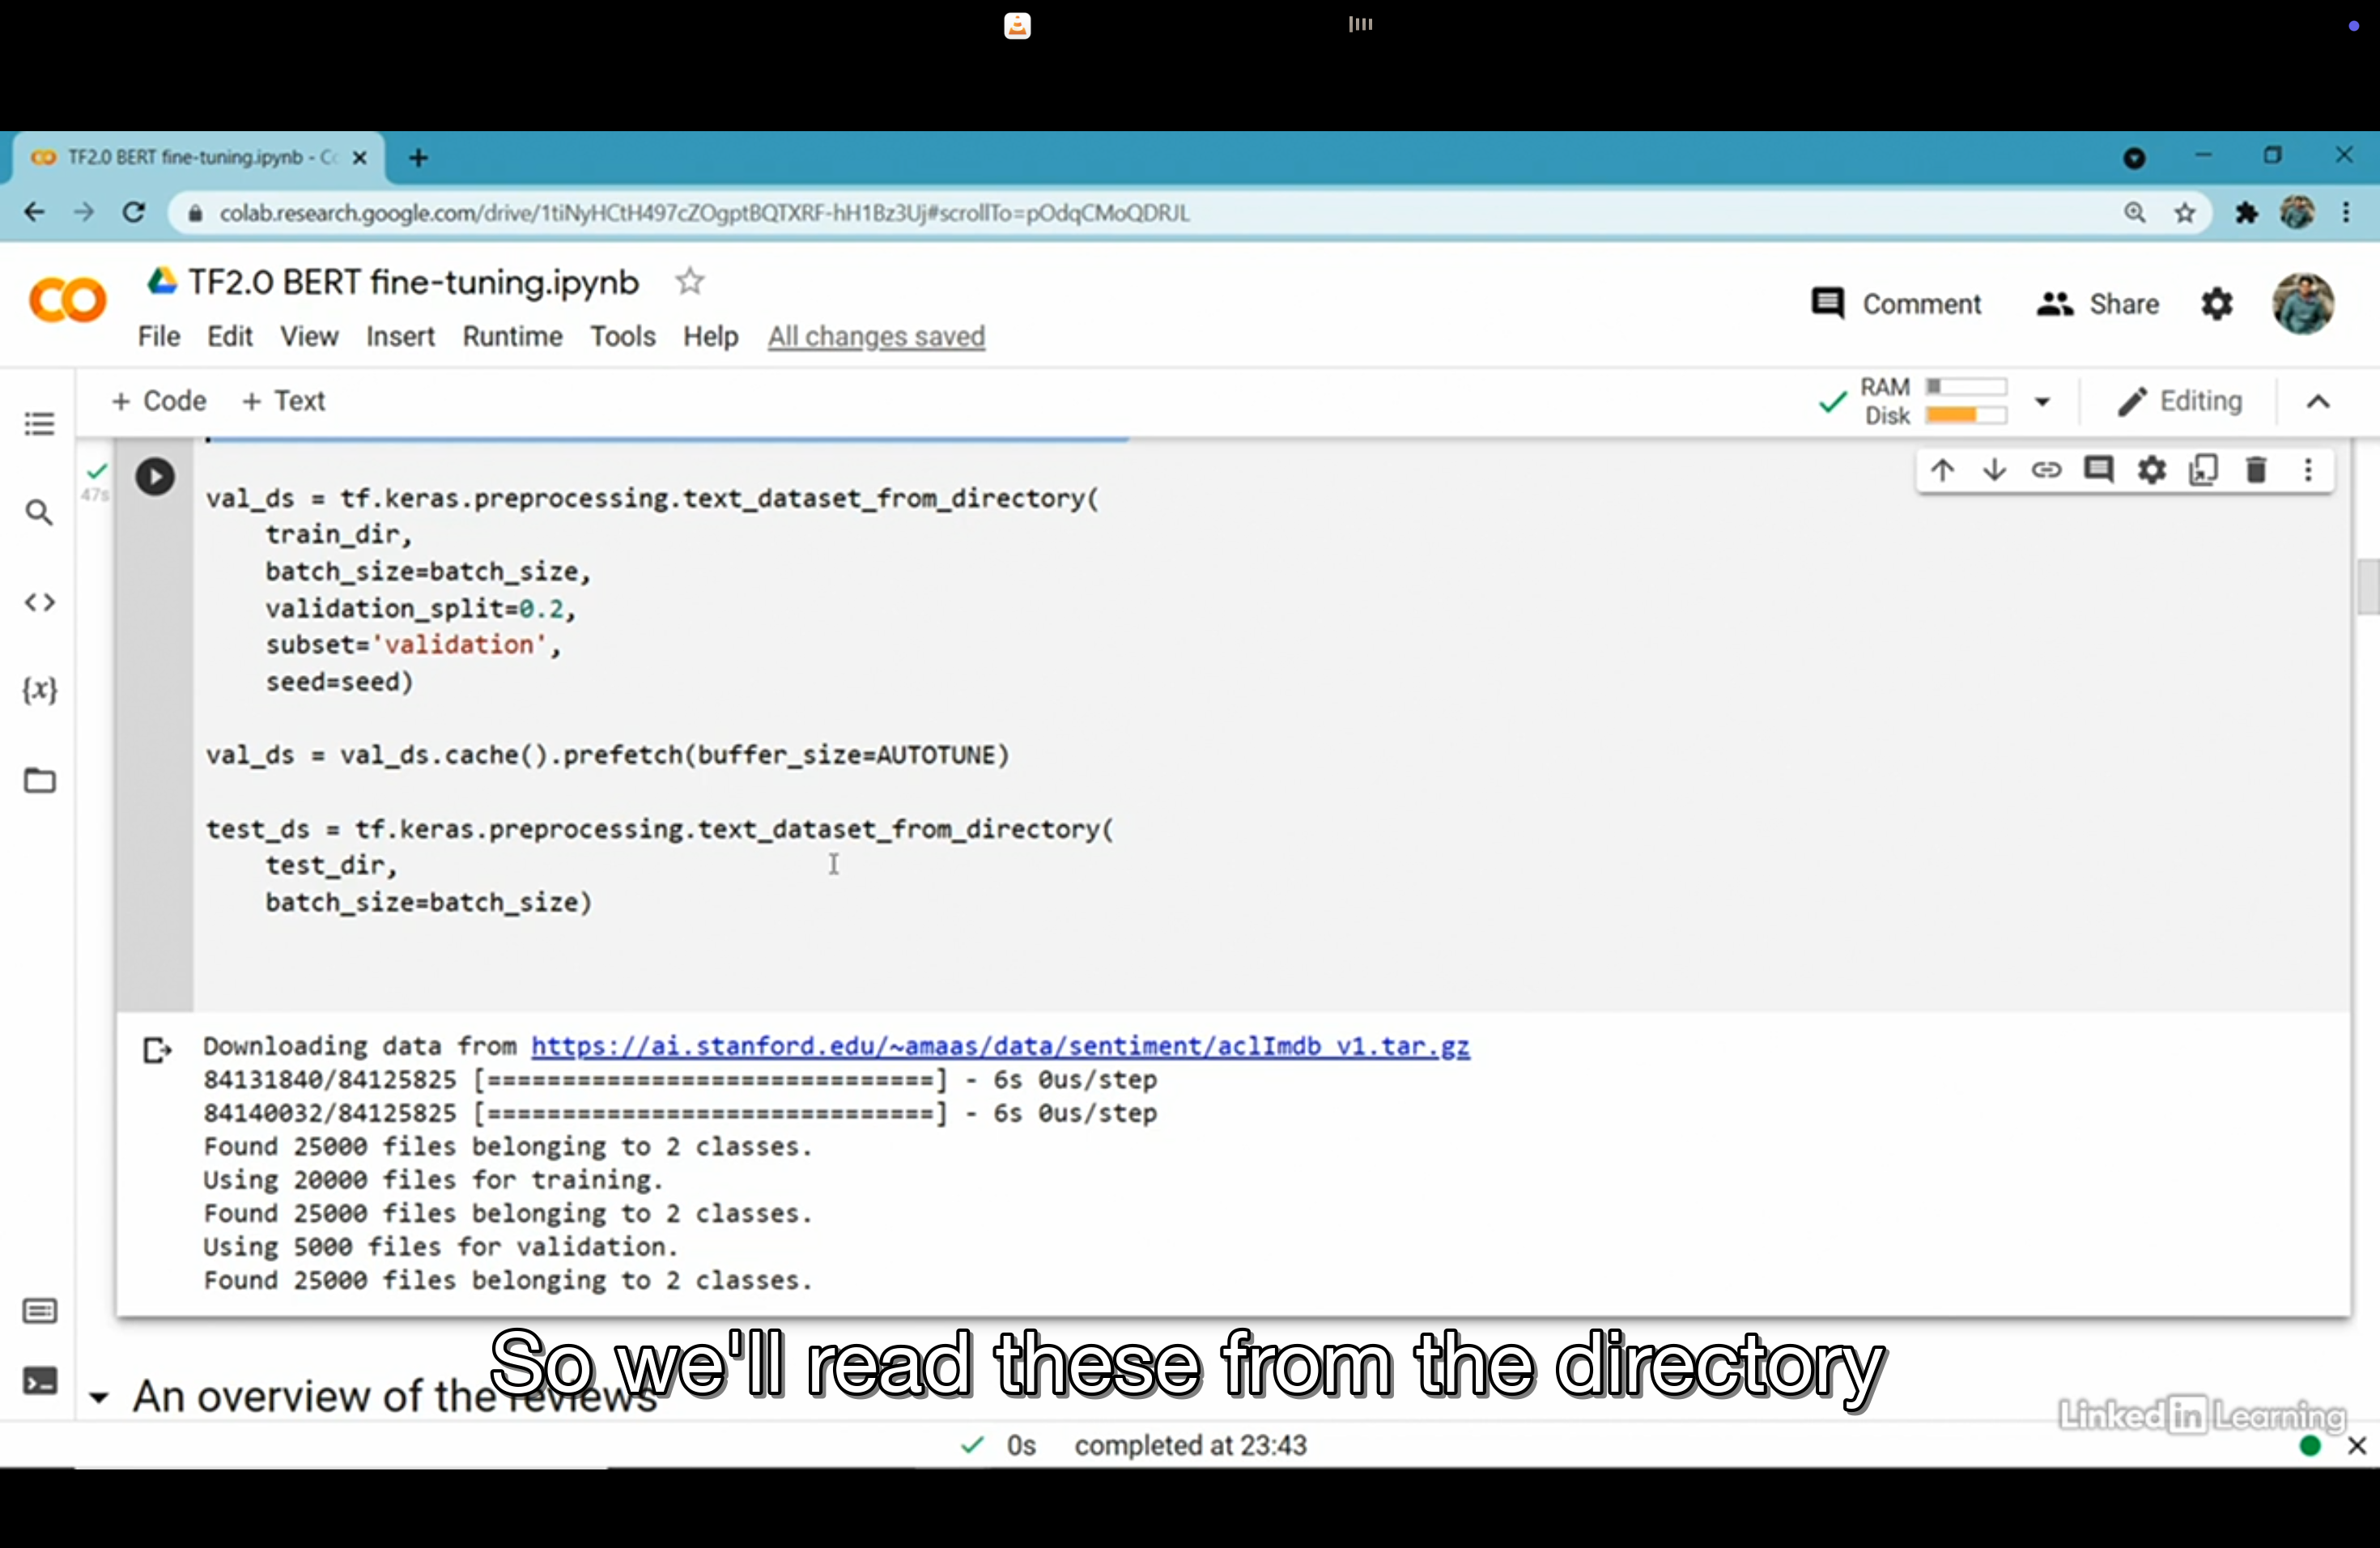 TF2.0 BERT fine-tuning.ipynb - Co
colab.research.google.com/drive/1tiNyHCtH497cZOgptBQTXRF-hH1Bz3Uj#scrollTo=pOdqCMoQDRJL
TF2.0 BERT fine-tuning.ipynb
Comment
Share
File Edit View Insert Runtime Tools Help All changes saved
+ Code + Text
RAM
Disk
Editing
47s
val_ds = tf.keras.preprocessing.text_dataset_from_directory(
    train_dir,
    batch_size=batch_size,
    validation_split=0.2,
    subset='validation',
    seed=seed)
val_ds = val_ds.cache().prefetch(buffer_size=AUTOTUNE)
test_ds = tf.keras.preprocessing.text_dataset_from_directory(
    test_dir,
    batch_size=batch_size)
Downloading data from https://ai.stanford.edu/~amaas/data/sentiment/aclImdb_v1.tar.gz
84131840/84125825 [==============================] - 6s 0us/step
84140032/84125825 [==============================] - 6s 0us/step
Found 25000 files belonging to 2 classes.
Using 20000 files for training.
Found 25000 files belonging to 2 classes.
Using 5000 files for validation.
Found 25000 files belonging to 2 classes.
So we'll read these from the directory
An overview of the reviews
Linked in Learning
0s completed at 23:43